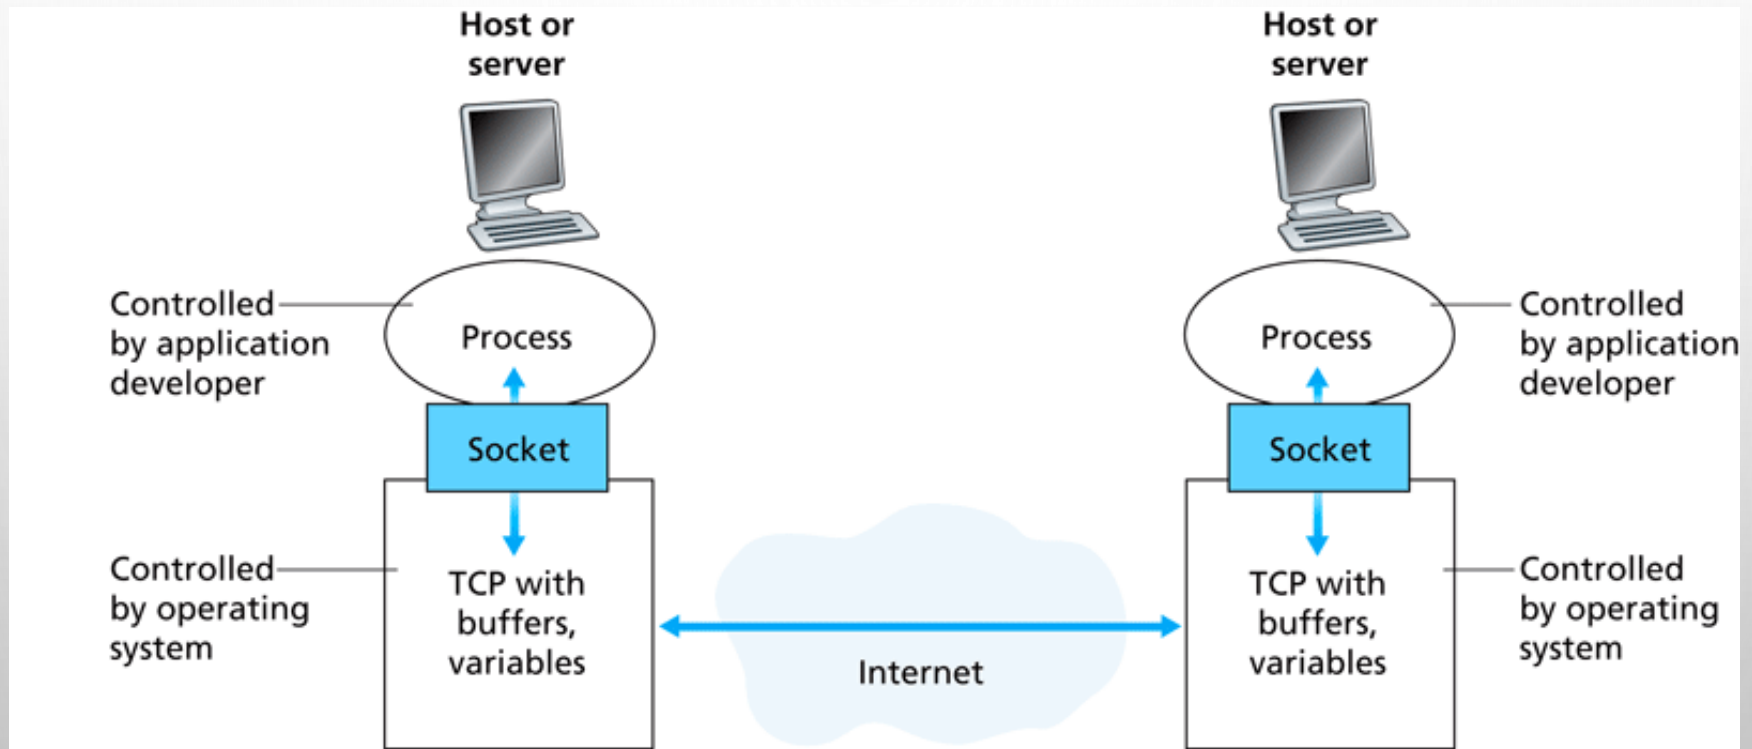 Host or
server
Host or
server
Controlled
by application
developer
Process
Process
Controlled
by application
developer
Socket
Socket
Controlled
by operating
system
TCP with
buffers,
variables
Internet
TCP with
buffers,
variables
Controlled
by operating
system